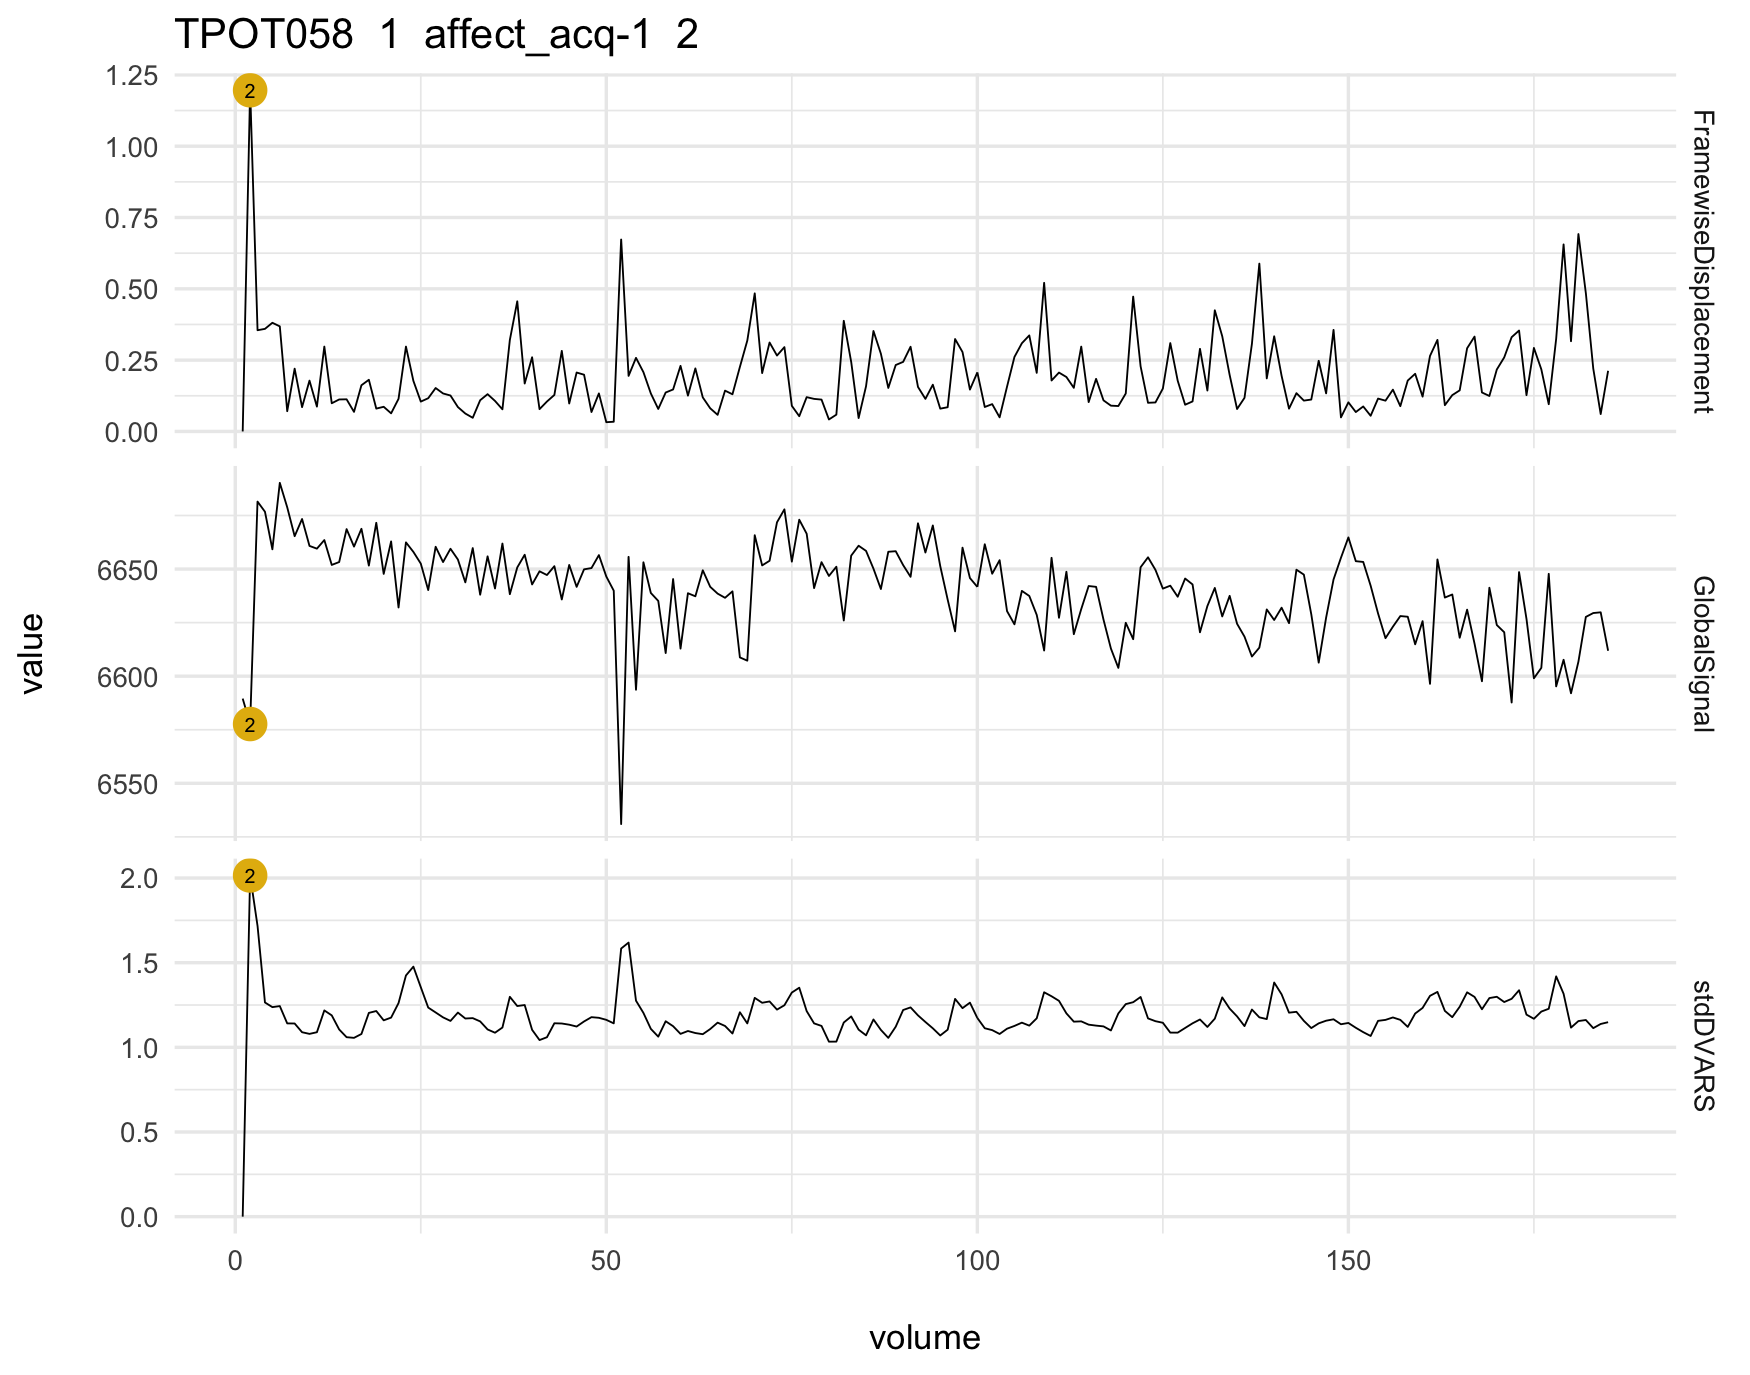 TPOT058 1 affect_acq-1 2
1.25
1.00
0.75
0.50
0.25
0.00
2
FramewiseDisplacement
6650
6600
6550
2
GlobalSignal
value
2.0
1.5
1.0
0.5
0.0
2
stdDVARS
0 50 100 150
volume